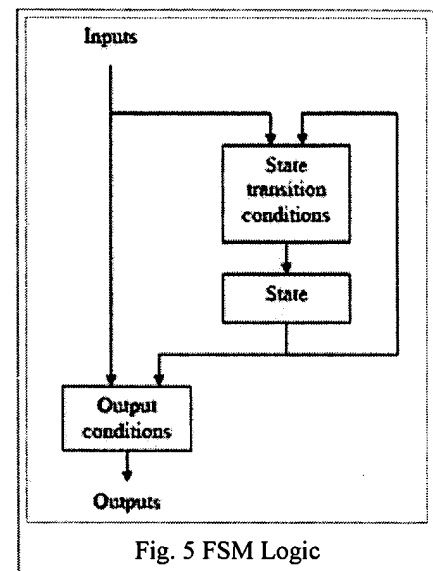 Inputs
State
transition
conditions
State
Output
conditions
Outputs
Fig. 5 FSM Logic